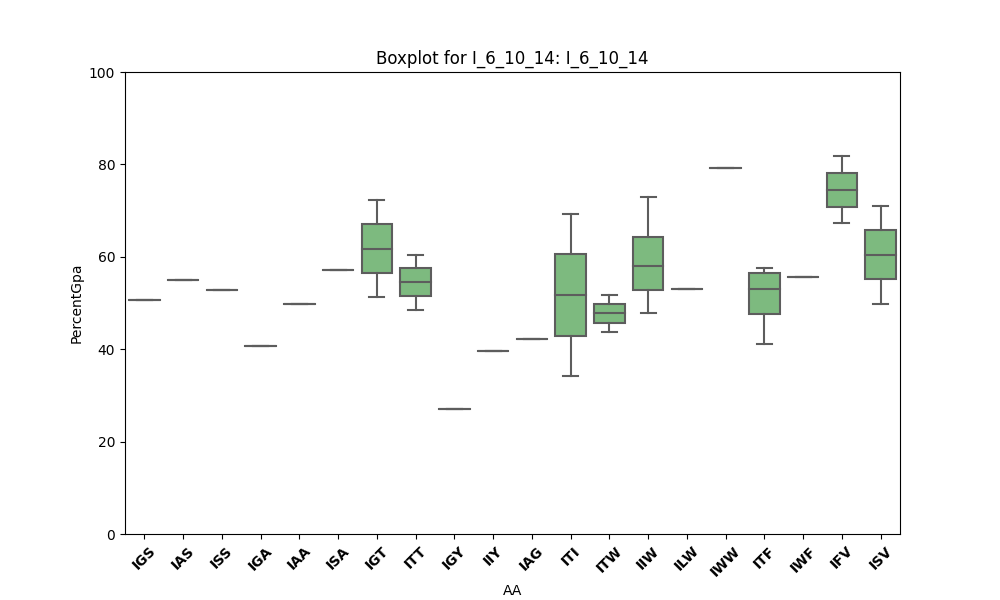 Boxplot for I_6_10_14: I_6_10_14
PercentGpa
100
80
60
40
20
0
IGS IAS ISS IGA IAA ISA IGT ITT IGY IIY IAG ITI ITW IIW ILW IWW ITF IWF IFV ISV
AA